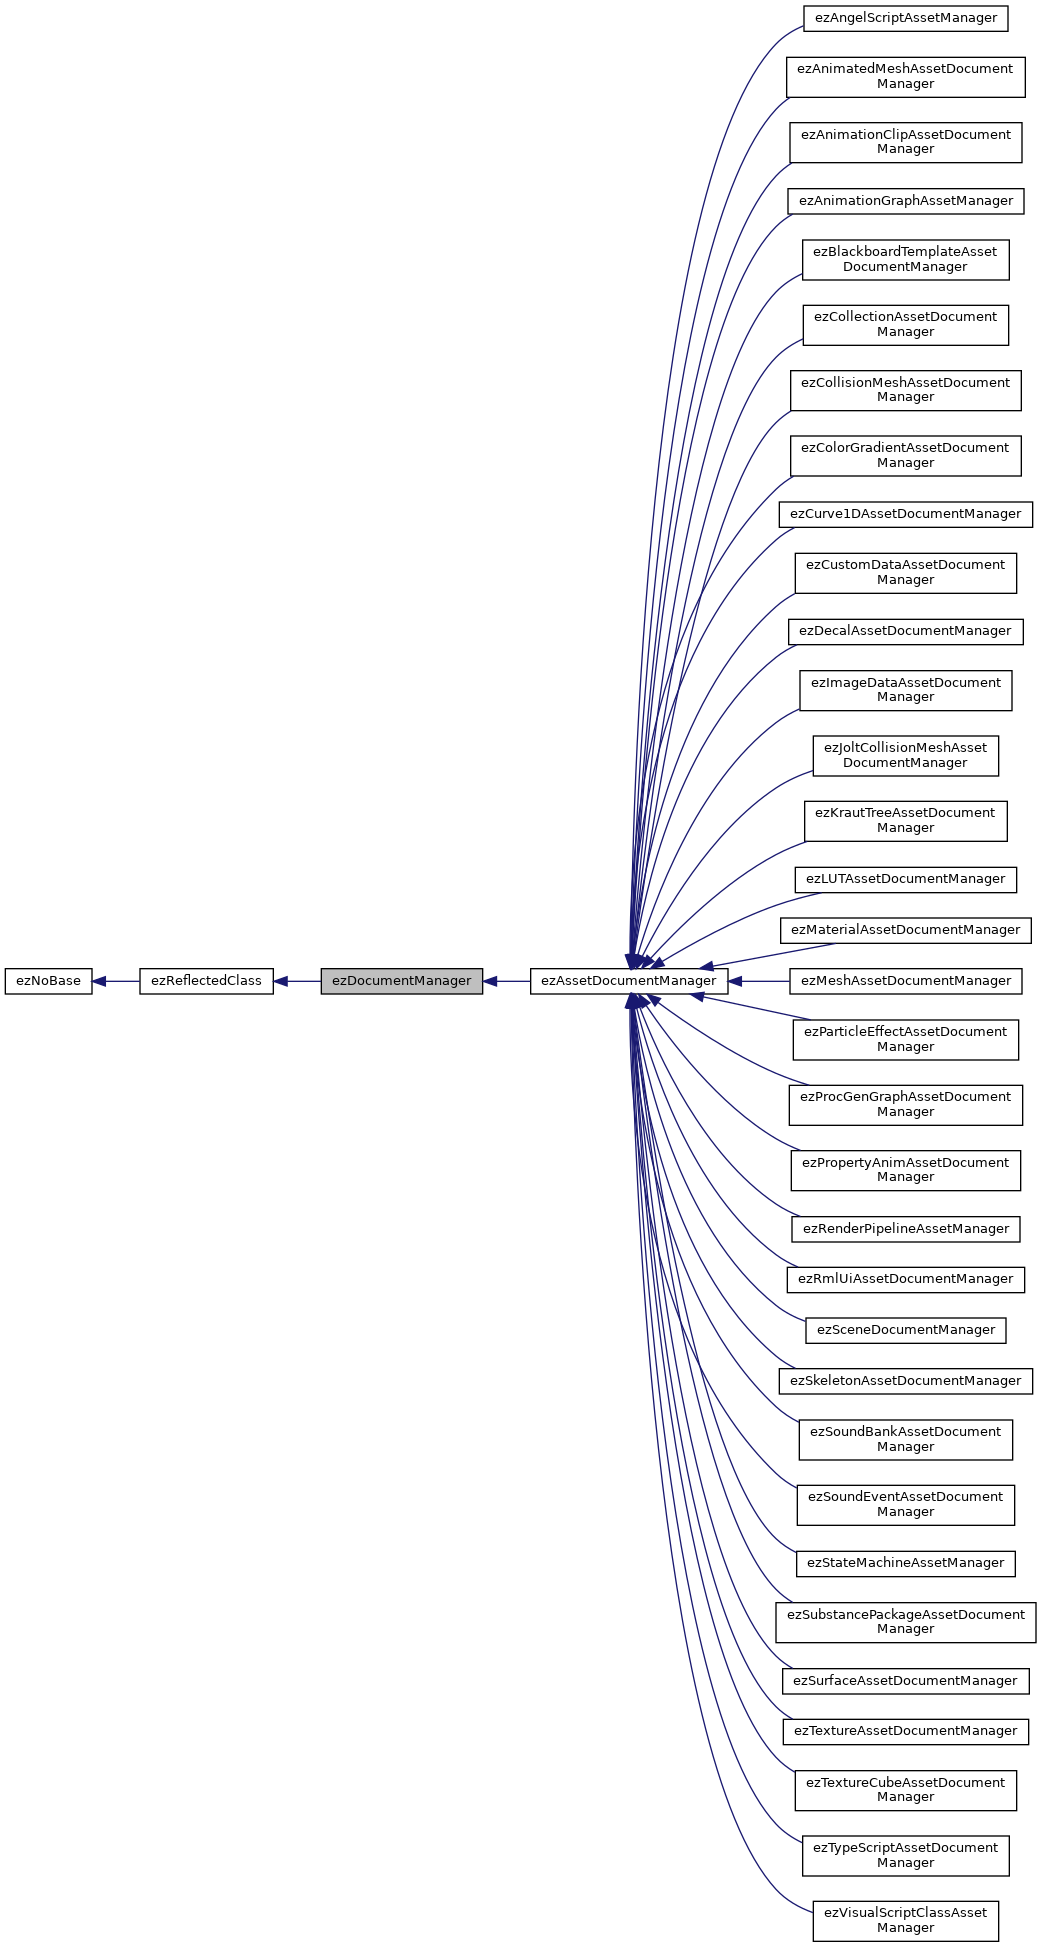 ezAngelScriptAssetManager
ezAnimatedMeshAssetDocument
Manager
ezAnimationClipAssetDocument
Manager
ezAnimationGraphAssetManager
ezBlackboardTemplateAsset
DocumentManager
ezCollectionAssetDocument
Manager
ezCollisionMeshAssetDocument
Manager
ezColorGradientAssetDocument
Manager
ezCurve1DAssetDocumentManager
ezCustomDataAssetDocument
Manager
ezDecalAssetDocumentManager
ezImageDataAssetDocument
Manager
ezJoltCollisionMeshAsset
DocumentManager
ezKrautTreeAssetDocument
Manager
ezLUTAssetDocumentManager
ezMaterialAssetDocumentManager
ezNoBase
ezReflectedClass
ezDocumentManager
ezAssetDocumentManager
ezMeshAssetDocumentManager
ezParticleEffectAssetDocument
Manager
ezProcGenGraphAssetDocument
Manager
ezPropertyAnimAssetDocument
Manager
ezRenderPipelineAssetManager
ezRmlUiAssetDocumentManager
ezSceneDocumentManager
ezSkeletonAssetDocumentManager
ezSoundBankAssetDocument
Manager
ezSoundEventAssetDocument
Manager
ezStateMachineAssetManager
ezSubstancePackageAssetDocument
Manager
ezSurfaceAssetDocumentManager
ezTextureAssetDocumentManager
ezTextureCubeAssetDocument
Manager
ezTypeScriptAssetDocument
Manager
ezVisualScriptClassAsset
Manager